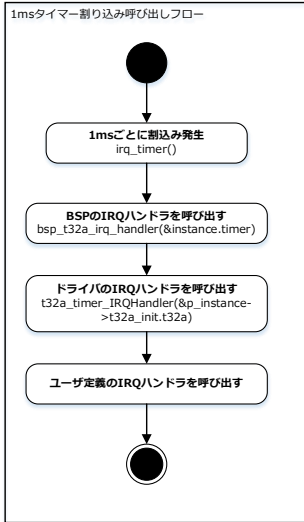 1msタイマー割り込み呼び出しフロー
1msごとに割込み発生
irq_timer()
BSPのIRQハンドラを呼び出す
bsp_t32a_irq_handler(&instance.timer)
ドライバのIRQハンドラを呼び出す
t32a_timer_IRQHandler(&p_instance-
>t32a_init.t32a)
ユーザ定義のIRQハンドラを呼び出す